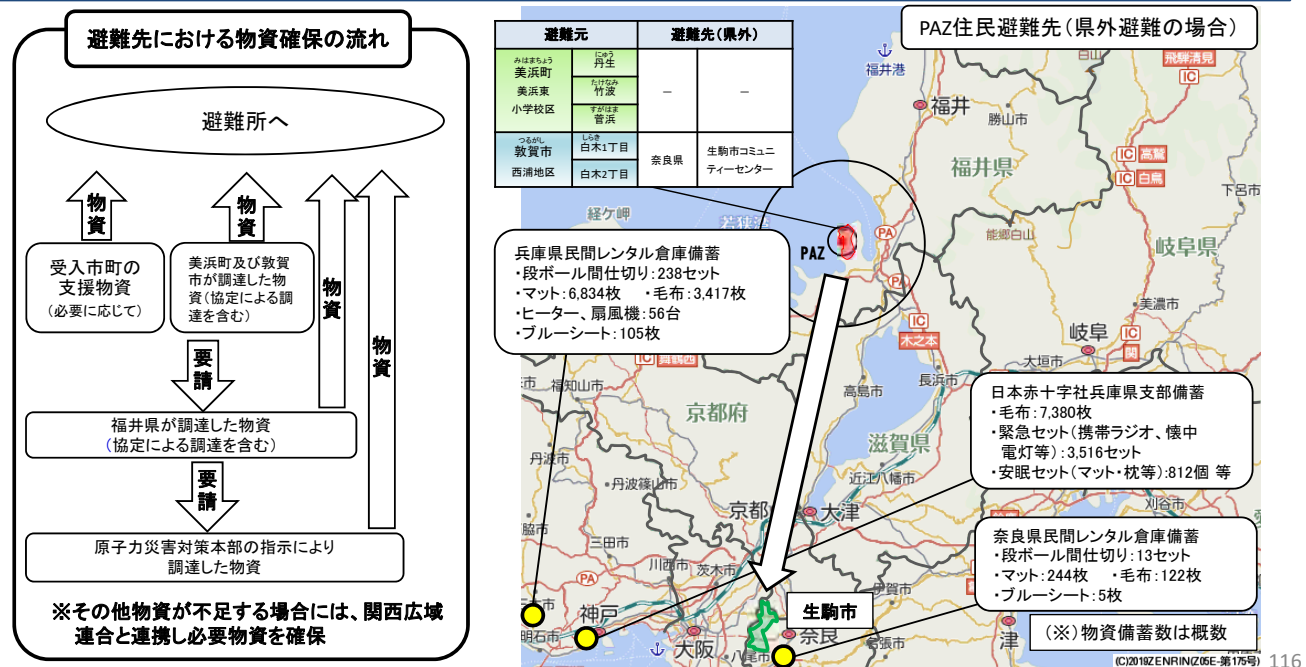 避難先における物資確保の流れ
避難所へ
物資
物資
物資
物資
受入市町の
支援物資
(必要に応じて)
美浜町及び敦賀
市が調達した物
資(協定による調
達を含む)
要請
福井県が調達した物資
(協定による調達を含む)
要請
原子力災害対策本部の指示により
調達した物資
※その他物資が不足する場合には、関西広域
連合と連携し必要物資を確保
PAZ住民避難先(県外避難の場合)
避難元 避難先(県外)
みはまちょう
美浜町
美浜東
小学校区
にゅう
丹生
たけなみ
竹波
すがはま
菅浜
－ －
つるがし
敦賀市
西浦地区
しらき
白木1丁目
白木2丁目
奈良県
生駒市コミュニ
ティーセンター
福井港
福井
勝山市
白山
飛騨清見
IC
福井県
IC 高鷲
IC 白鳥
下呂市
能郷白山
岐阜県
経ケ岬
若狭湾
PAZ
PA
PA
兵庫県民間レンタル倉庫備蓄
・段ボール間仕切り:238セット
・マット:6,834枚 ・毛布:3,417枚
・ヒーター、扇風機:56台
・ブルーシート:105枚
IC
木之本
美濃市
岐阜
IC
関
大垣市
IC 舞鶴西
福知山市
高島市
長浜市
京都府
滋賀県
日本赤十字社兵庫県支部備蓄
・毛布:7,380枚
・緊急セット(携帯ラジオ、懐中
電灯等):3,516セット
・安眠セット(マット・枕等):812個 等
丹波市
丹波篠山市
近江八幡市
京都
大津
刈谷市
三田市
川西市
茨木市
PA
伊賀市
奈良県民間レンタル倉庫備蓄
・段ボール間仕切り:13セット
・マット:244枚 ・毛布:122枚
・ブルーシート:5枚
生駒市
神戸
明石市
大阪
八尾市
奈良
名張市
津
(※)物資備蓄数は概数
(C)2019ZENRIN(Z05E-第175号)
116